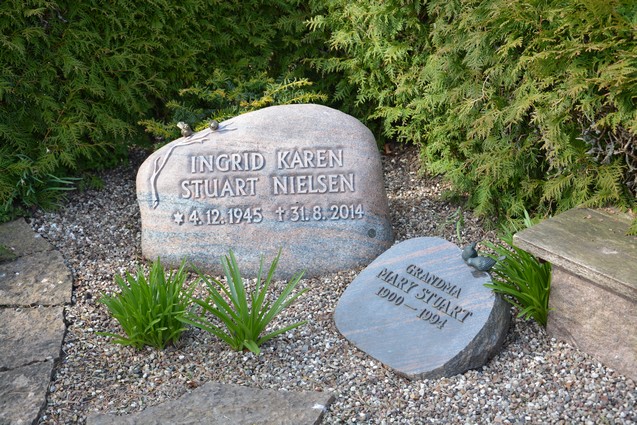 INGRID KAREN
STUART NIELSEN
* 4.12.1945 † 31.8.2014
GRANDMA
MARY STUART
1900 — 1994